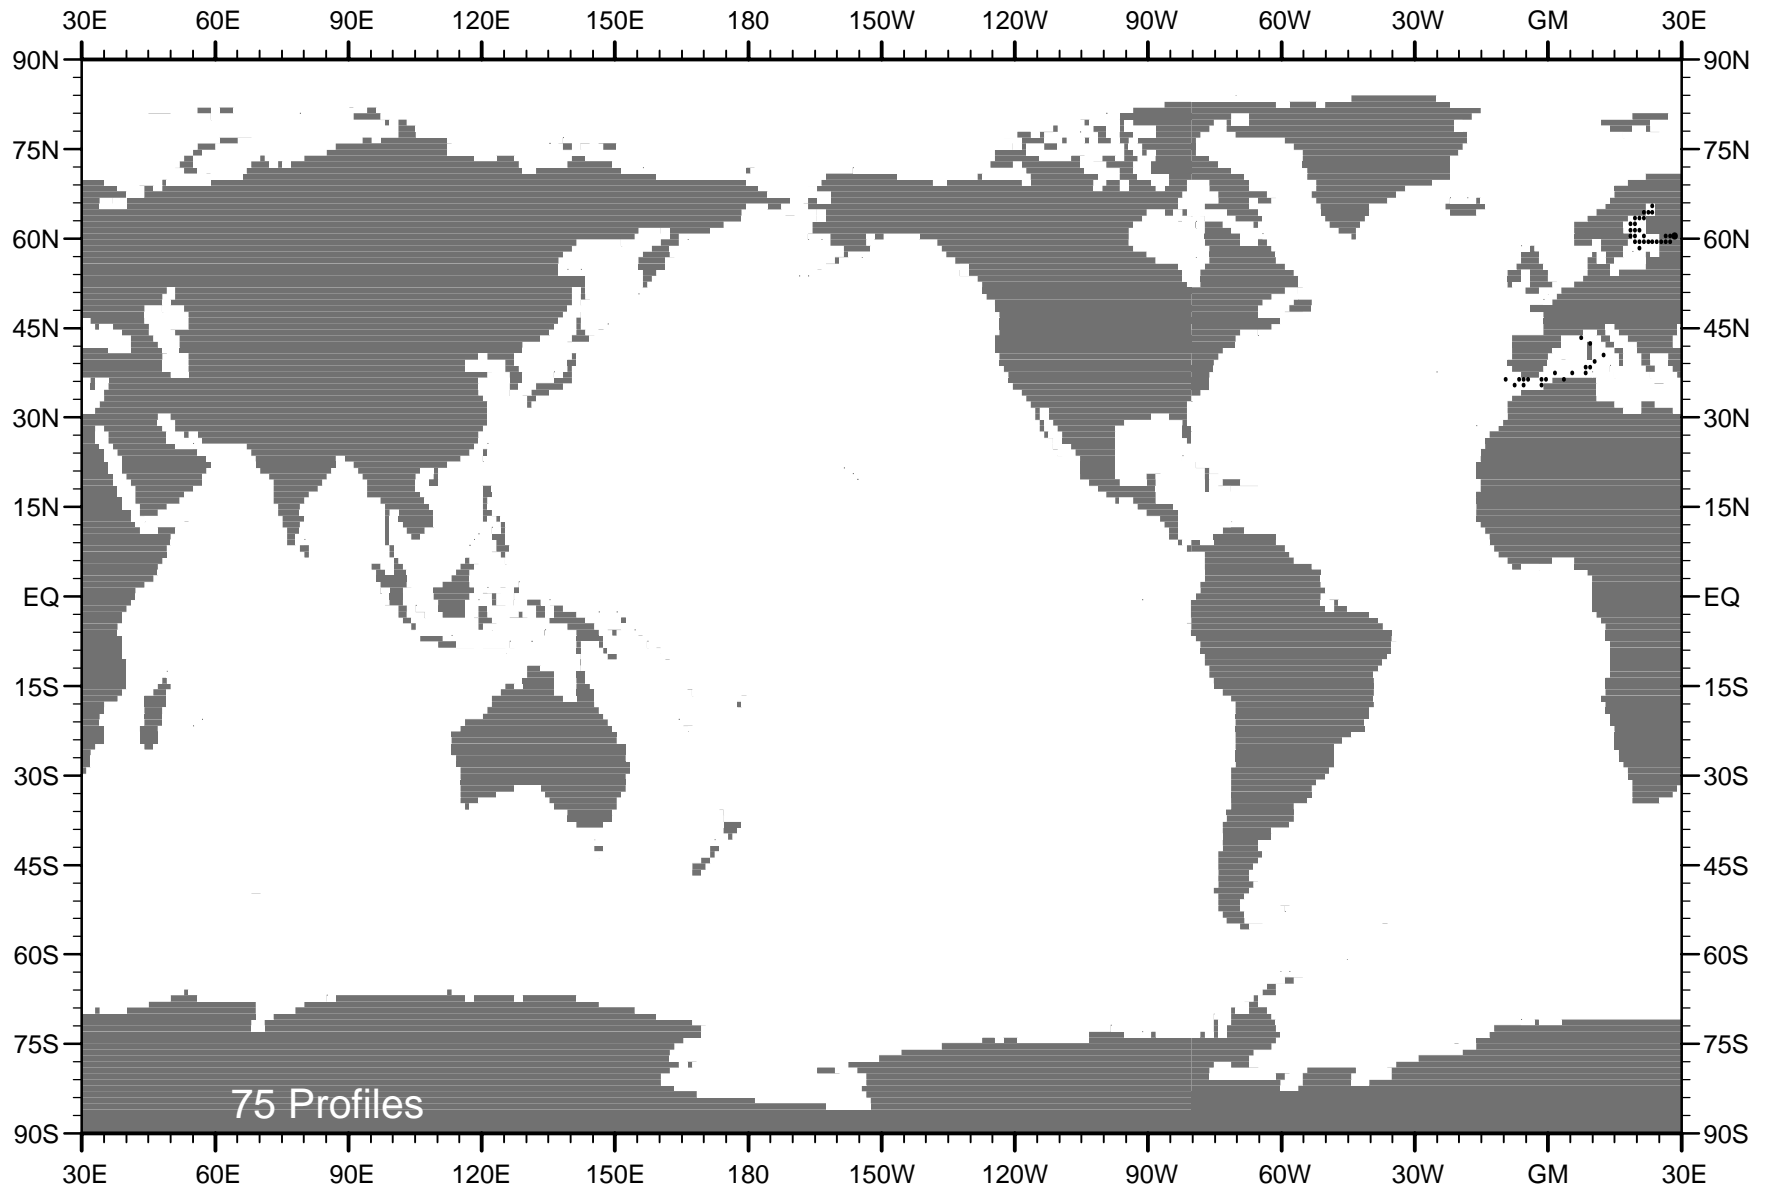 30E 60E 90E 120E 150E 180 150W 120W 90W 60W 30W GM 30E
90N 90N
75N 75N
60N 60N
45N 45N
30N 30N
15N 15N
EQ EQ
15S 15S
30S 30S
45S 45S
60S 60S
75S 75S
75 Profiles
90S 90S
30E 60E 90E 120E 150E 180 150W 120W 90W 60W 30W GM 30E